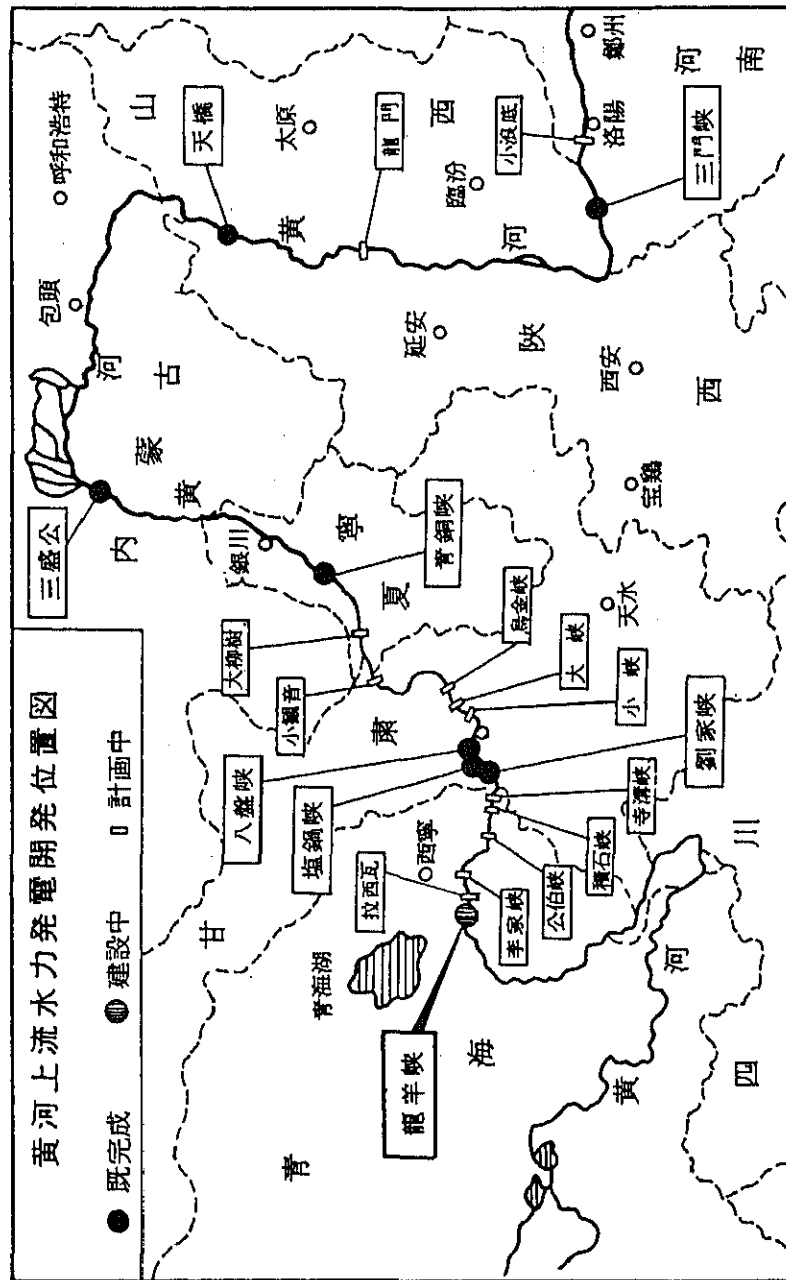 黄河上流水力発電開発位置図
既完成
建設中
計画中
三盛公
八盤峡
塩鍋峡
龍羊峡
大柳樹
小観音
拉西瓦
李家峡
公伯峡
積石峡
寺溝峡
劉家峡
小峡
大峡
烏金峡
青銅峡
天橋
龍門
小浪底
三門峡
呼和浩特
包頭
銀川
太原
臨汾
洛陽
鄭州
延安
西安
宝鶏
天水
西寧
青海湖
内
蒙
古
黄
河
山
西
黄
河
河
南
陝
西
寧
夏
甘
粛
青
海
黄
河
四
川